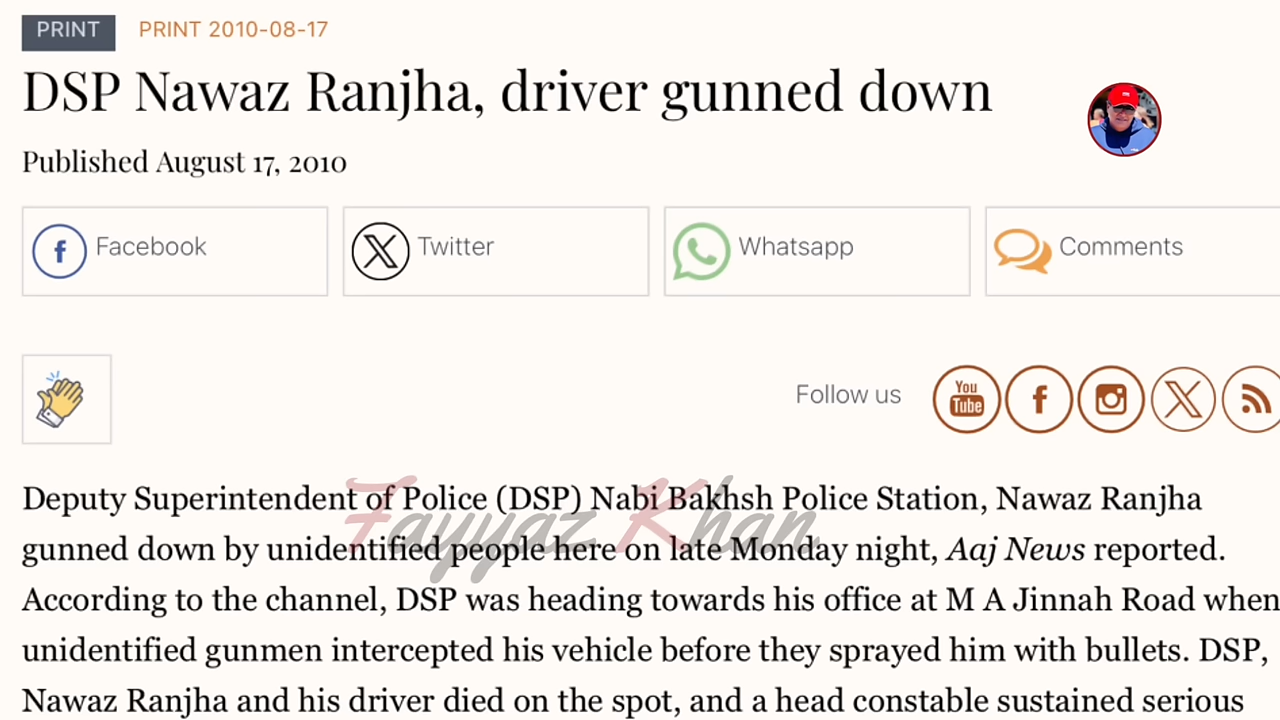 PRINT PRINT 2010-08-17
DSP Nawaz Ranjha, driver gunned down
Published August 17, 2010
Facebook Twitter Whatsapp Comments
Follow us You Tube
Deputy Superintendent of Police (DSP) Nabi Bakhsh Police Station, Nawaz Ranjha
Fayyaz Khan
gunned down by unidentified people here on late Monday night, Aaj News reported.
According to the channel, DSP was heading towards his office at M A Jinnah Road when
unidentified gunmen intercepted his vehicle before they sprayed him with bullets. DSP,
Nawaz Ranjha and his driver died on the spot, and a head constable sustained serious